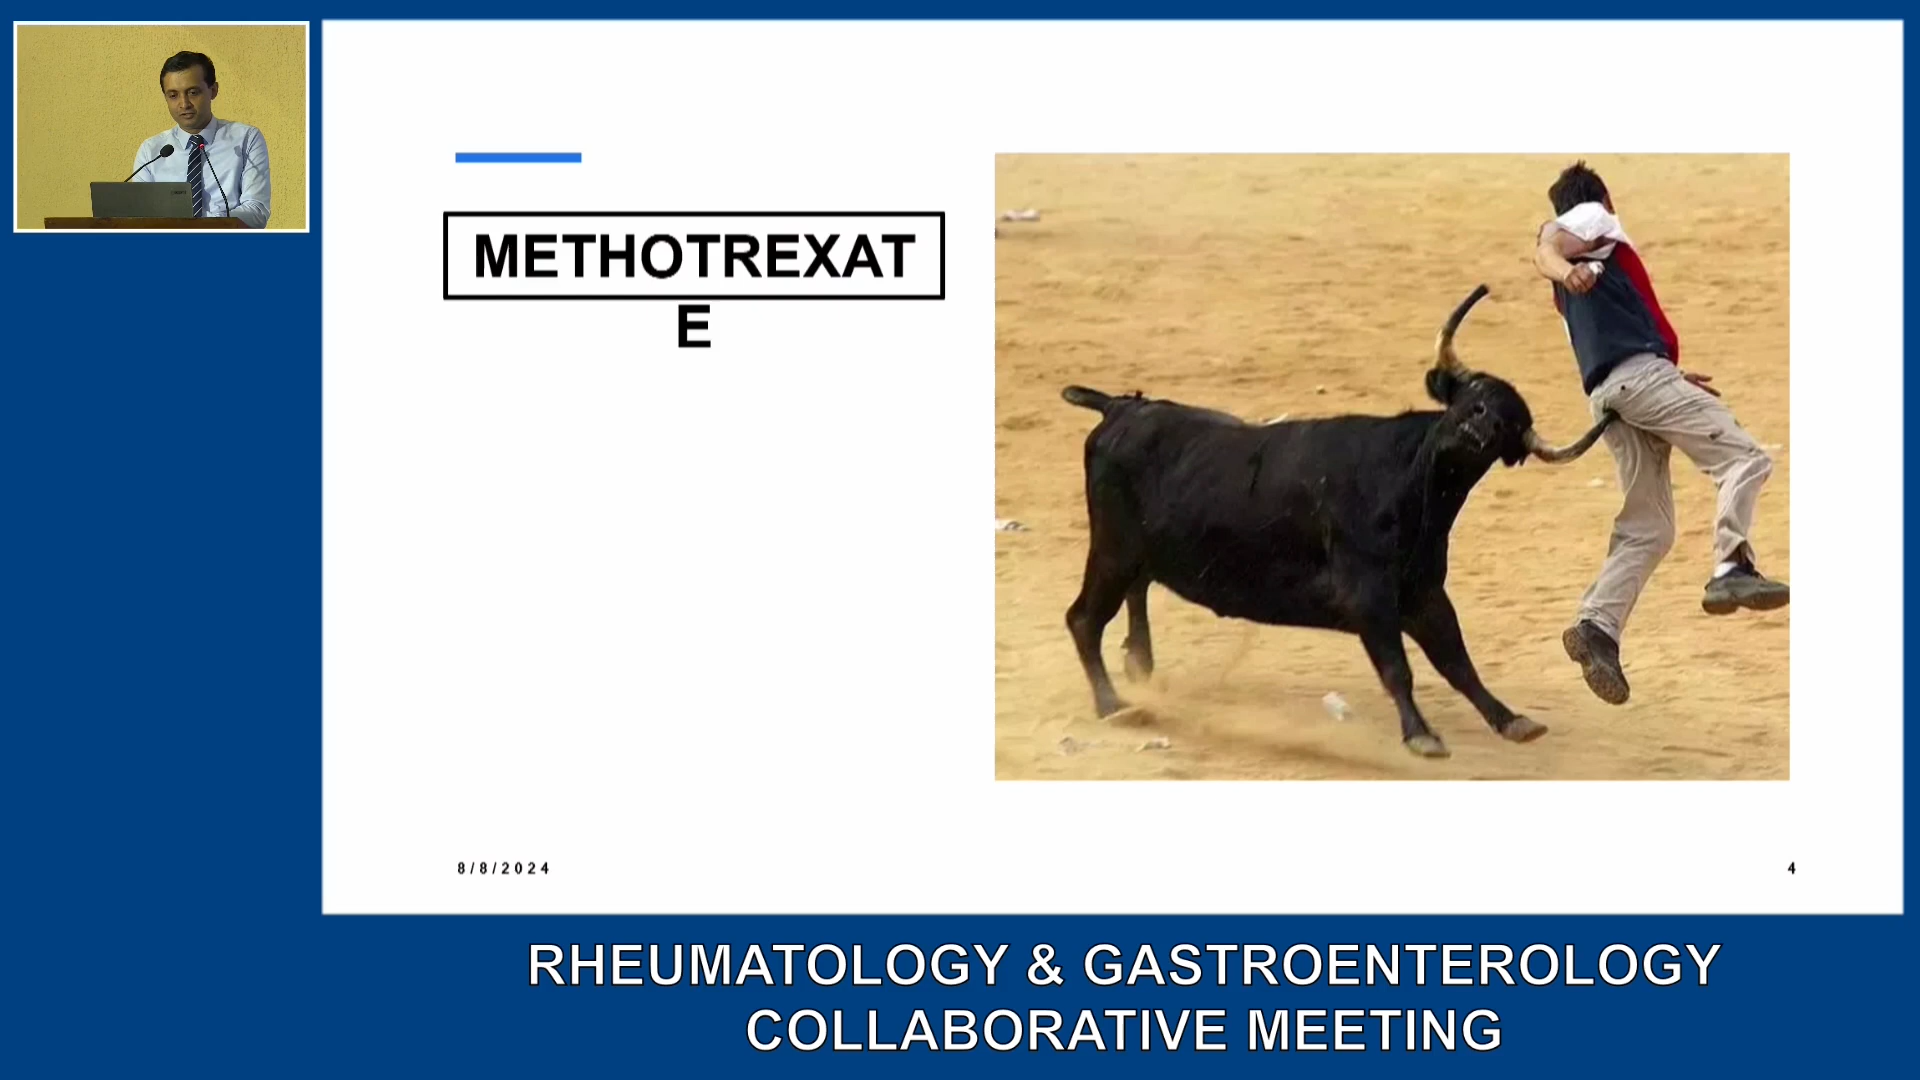 METHOTREXAT
E
8/8/2024
4
RHEUMATOLOGY & GASTROENTEROLOGY
COLLABORATIVE MEETING